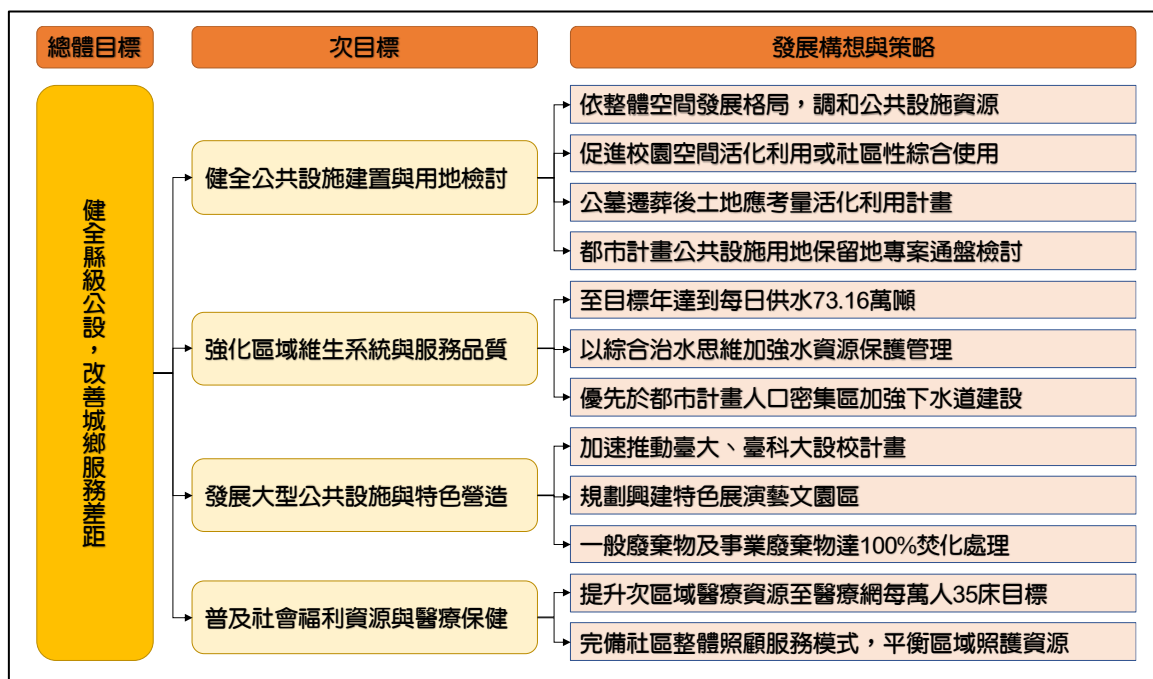 總體目標
次目標
發展構想與策略
健全縣級公設，改善城鄉服務差距
健全公共設施建置與用地檢討
依整體空間發展格局，調和公共設施資源
促進校園空間活化利用或社區性綜合使用
公墓遷葬後土地應考量活化利用計畫
都市計畫公共設施用地保留地專案通盤檢討
強化區域維生系統與服務品質
至目標年達到每日供水73.16萬噸
以綜合治水思維加強水資源保護管理
優先於都市計畫人口密集區加強下水道建設
發展大型公共設施與特色營造
加速推動臺大、臺科大設校計畫
規劃興建特色展演藝文園區
一般廢棄物及事業廢棄物達100%焚化處理
普及社會福利資源與醫療保健
提升次區域醫療資源至醫療網每萬人35床目標
完備社區整體照顧服務模式，平衡區域照護資源